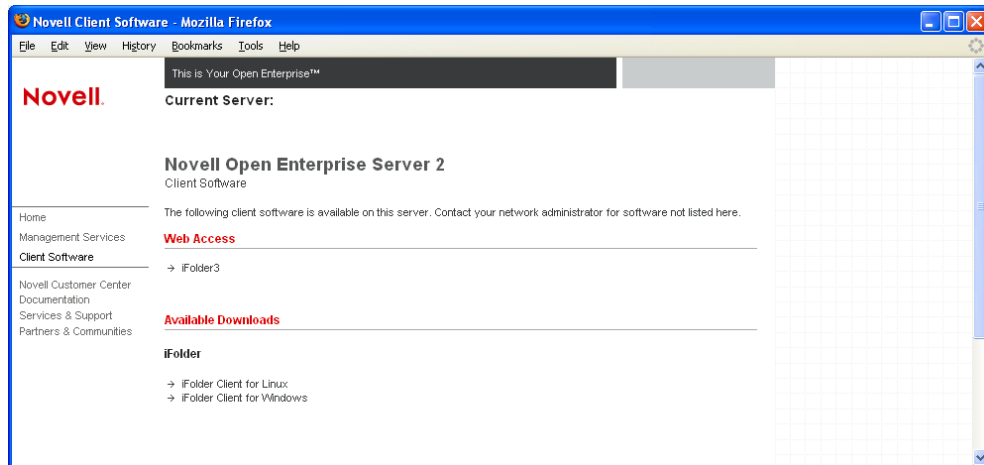 Novell Client Software - Mozilla Firefox
File Edit View History Bookmarks Tools Help
This is Your Open Enterprise™
Novell.
Current Server:
Novell Open Enterprise Server 2
Client Software
The following client software is available on this server. Contact your network administrator for software not listed here.
Home
Management Services
Client Software
Novell Customer Center
Documentation
Services & Support
Partners & Communities
Web Access
→ iFolder3
Available Downloads
iFolder
→ iFolder Client for Linux
→ iFolder Client for Windows